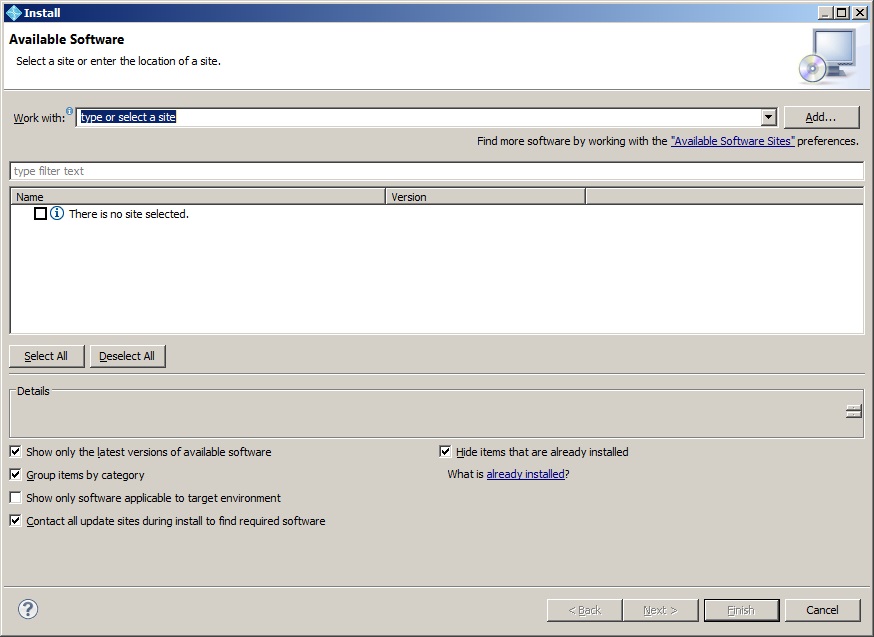 Install
Available Software
Select a site or enter the location of a site.
Work with: type or select a site Add...
Find more software by working with the "Available Software Sites" preferences.
type filter text
Name Version
There is no site selected.
Select All Deselect All
Details
Show only the latest versions of available software Hide items that are already installed
Group items by category What is already installed?
Show only software applicable to target environment
Contact all update sites during install to find required software
? < Back Next > Finish Cancel